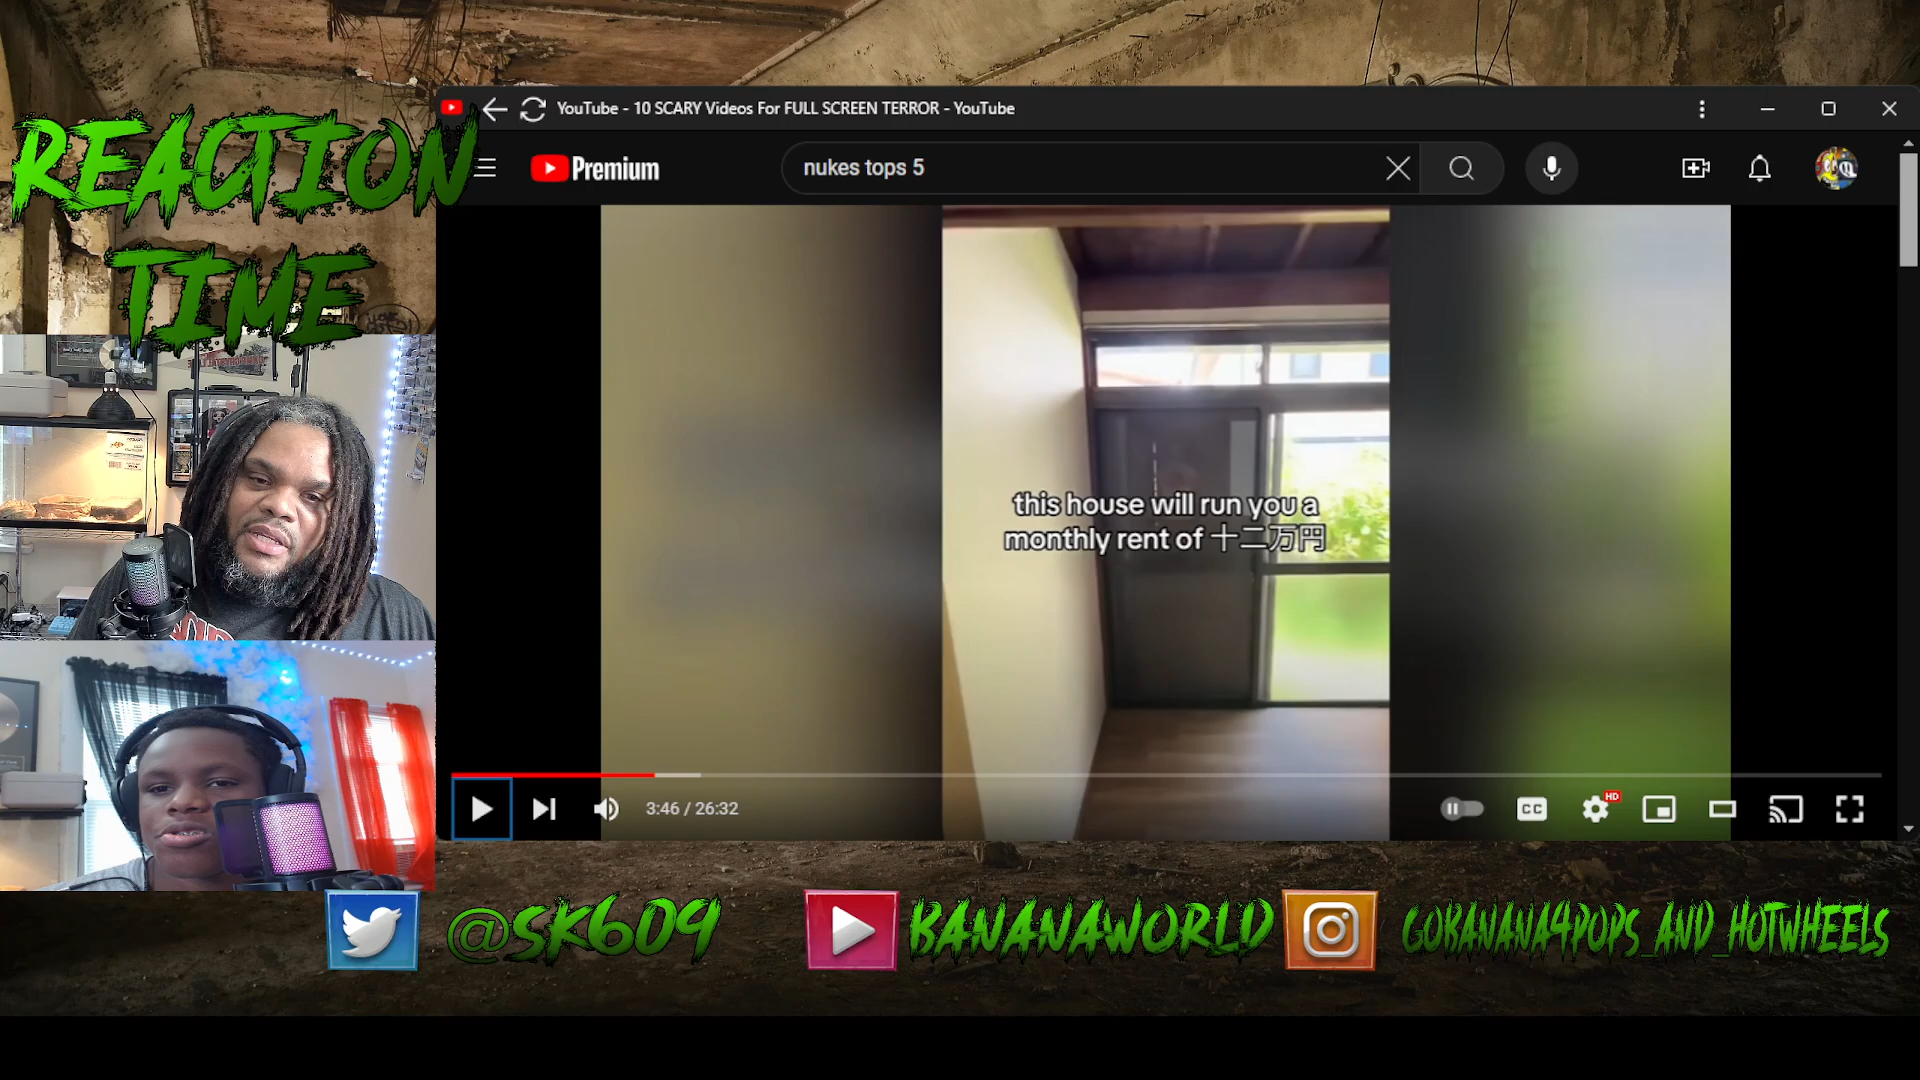 YouTube - 10 SCARY Videos For FULL SCREEN TERROR - YouTube
REACTION
TIME
Premium
nukes tops 5
this house will run you a
monthly rent of 十二万円
3:46 / 26:32
CC
HD
@SK609
BANANAWORLD
GOBANANA4POPS_AND_HOTWHEELS